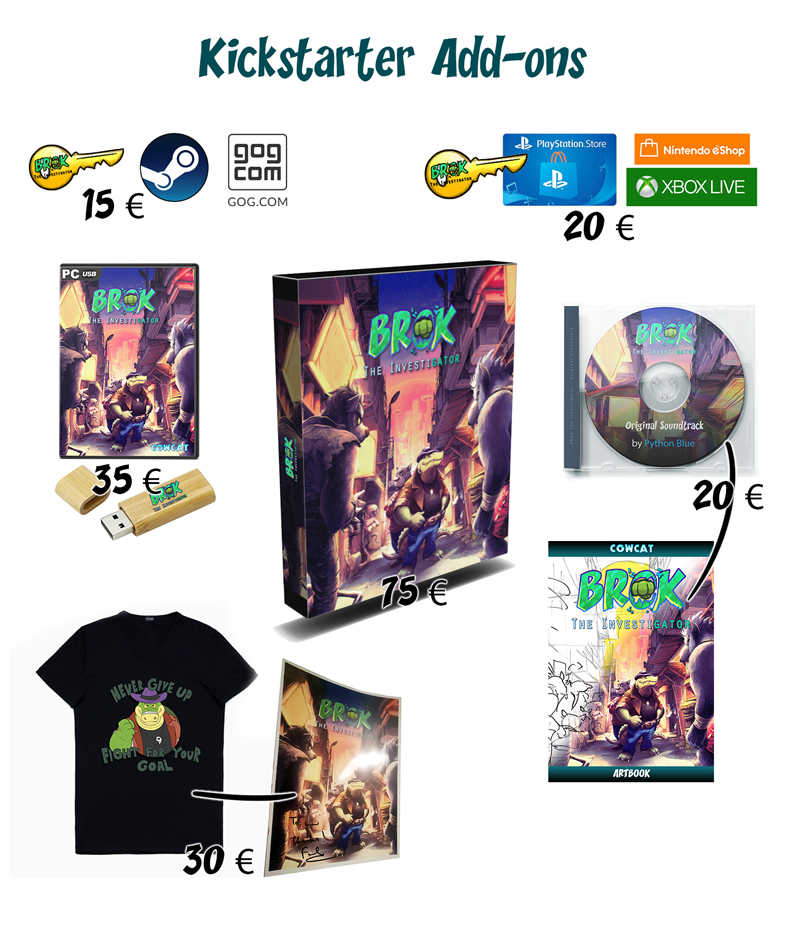 Kickstarter Add-ons
BROK
THE INVESTIGATOR
gog
com
GOG.COM
15 €
BROK
THE INVESTIGATOR
PlayStation Store
Nintendo eShop
XBOX LIVE
20 €
PC USB
BROK
THE INVESTIGATOR
COWCAT
35 €
BROK
THE INVESTIGATOR
BROK
THE INVESTIGATOR
BROK
THE INVESTIGATOR
75 €
BROK
THE INVESTIGATOR
Original Soundtrack
by Python Blue
20 €
COWCAT
BROK
THE INVESTIGATOR
ARTBOOK
NEVER GIVE UP
FIGHT FOR YOUR
GOAL
BROK
THE INVESTIGATOR
30 €